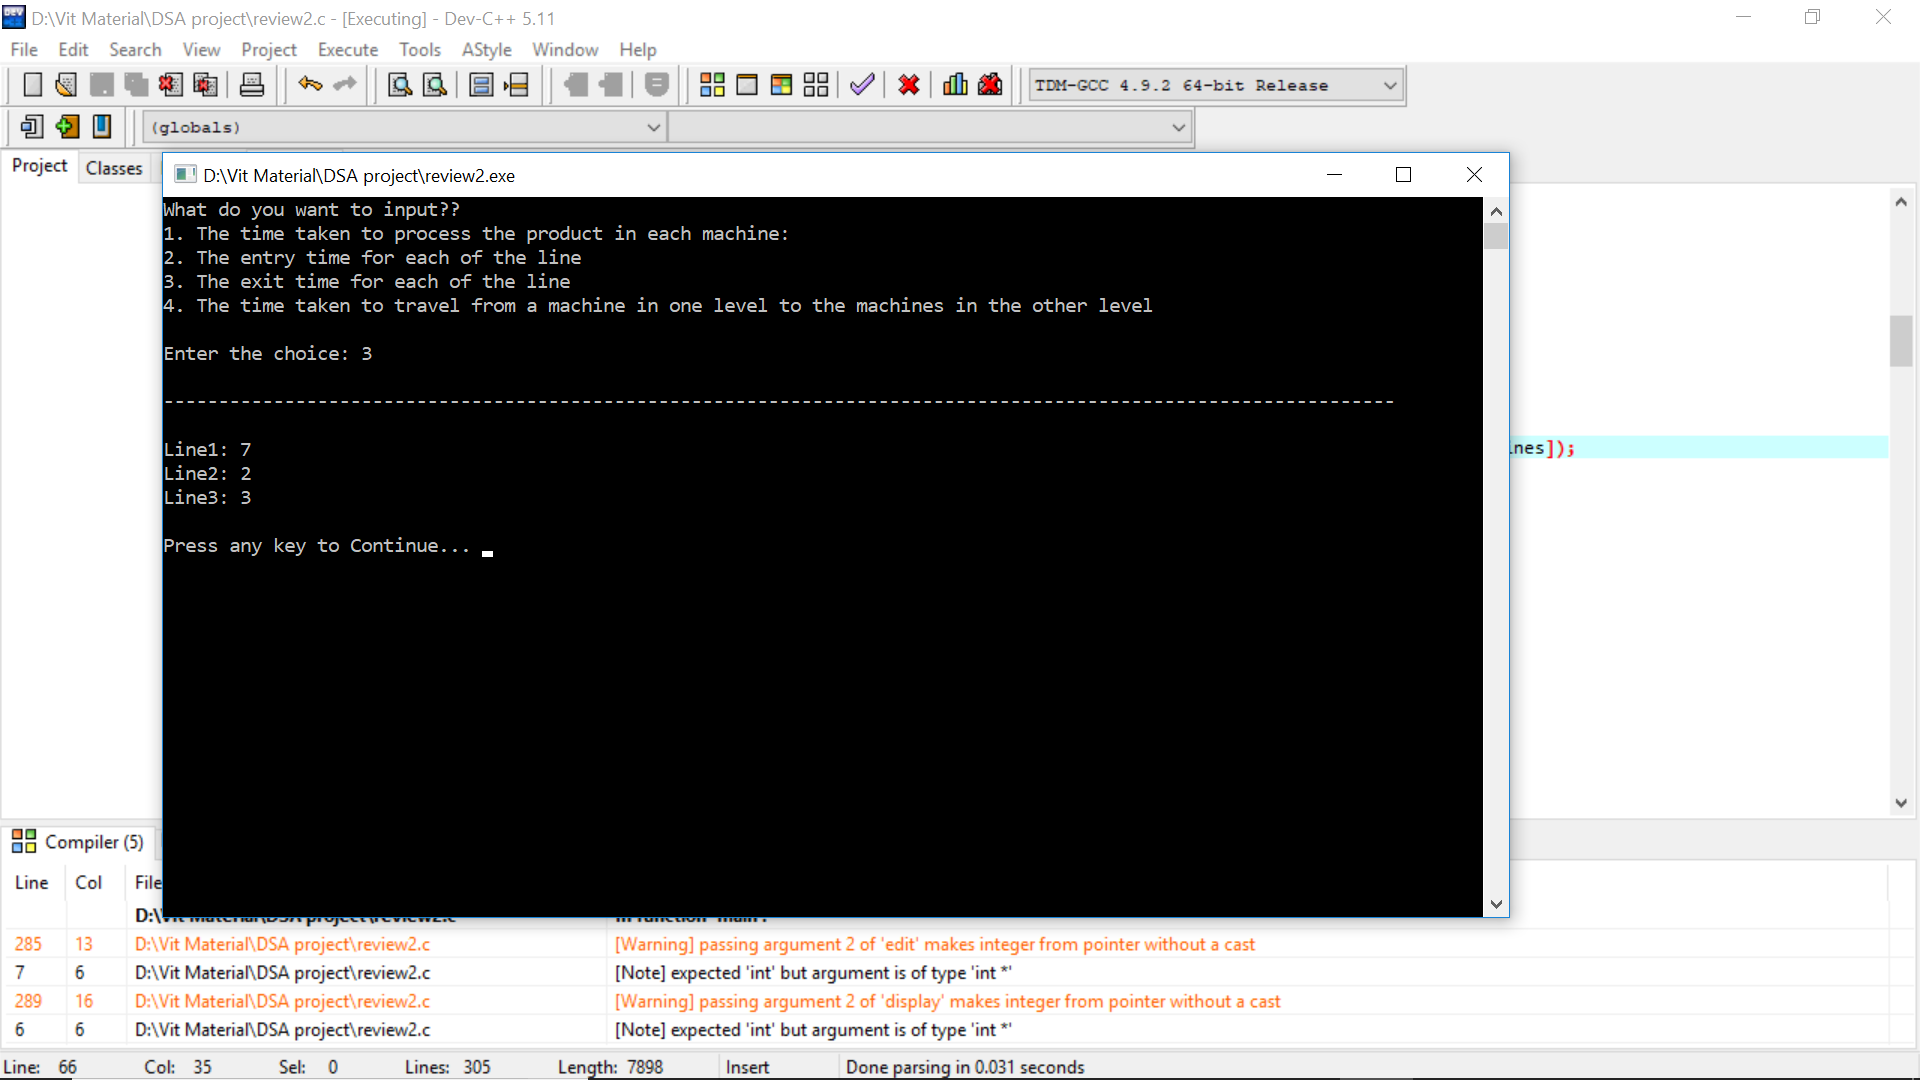 D:\Vit Material\DSA project\review2.c - [Executing] - Dev-C++ 5.11
File Edit Search View Project Execute Tools AStyle Window Help
TDM-GCC 4.9.2 64-bit Release
(globals)
Project Classes
D:\Vit Material\DSA project\review2.exe
What do you want to input??
1. The time taken to process the product in each machine:
2. The entry time for each of the line
3. The exit time for each of the line
4. The time taken to travel from a machine in one level to the machines in the other level
Enter the choice: 3
--------------------------------------------------------------------------------------------------------------
Line1: 7
nes]);
Line2: 2
Line3: 3
Press any key to Continue...
Compiler (5)
Line Col File
D:\Vit Material\DSA project\review2.c In function 'main':
285 13 D:\Vit Material\DSA project\review2.c [Warning] passing argument 2 of 'edit' makes integer from pointer without a cast
7 6 D:\Vit Material\DSA project\review2.c [Note] expected 'int' but argument is of type 'int *'
289 16 D:\Vit Material\DSA project\review2.c [Warning] passing argument 2 of 'display' makes integer from pointer without a cast
6 6 D:\Vit Material\DSA project\review2.c [Note] expected 'int' but argument is of type 'int *'
Line: 66 Col: 35 Sel: 0 Lines: 305 Length: 7898 Insert Done parsing in 0.031 seconds